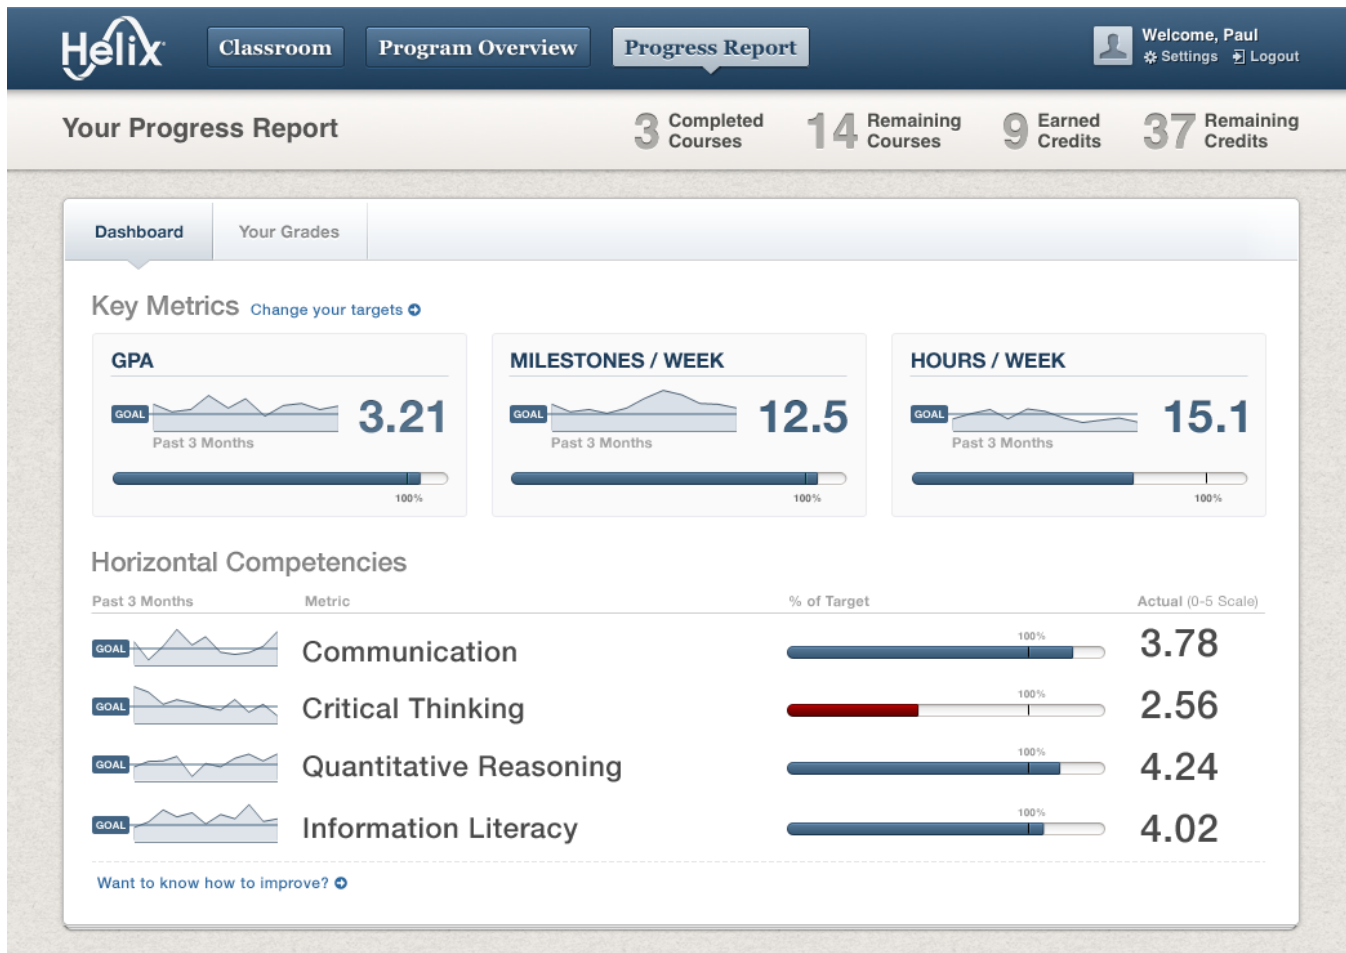 Helix
Classroom
Program Overview
Progress Report
Welcome, Paul
Settings
Logout
Your Progress Report
3 Completed Courses
14 Remaining Courses
9 Earned Credits
37 Remaining Credits
Dashboard
Your Grades
Key Metrics Change your targets
GPA
GOAL
3.21
Past 3 Months
100%
MILESTONES / WEEK
GOAL
12.5
Past 3 Months
100%
HOURS / WEEK
GOAL
15.1
Past 3 Months
100%
Horizontal Competencies
Past 3 Months Metric % of Target Actual (0-5 Scale)
GOAL Communication 100% 3.78
GOAL Critical Thinking 100% 2.56
GOAL Quantitative Reasoning 100% 4.24
GOAL Information Literacy 100% 4.02
Want to know how to improve?